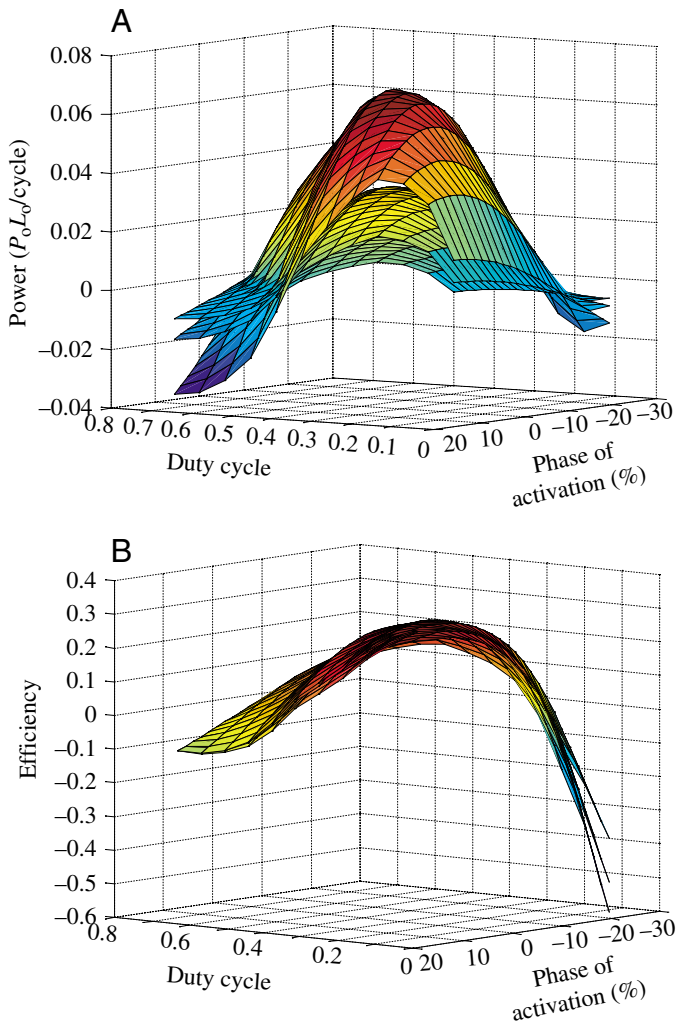 A
0.08
0.06
0.04
0.02
0
–0.02
–0.04
Power (PoLo/cycle)
0.8 0.7 0.6 0.5 0.4 0.3 0.2 0.1 0
Duty cycle
20 10 0 –10 –20 –30
Phase of
activation (%)
B
0.4
0.3
0.2
0.1
0
–0.1
–0.2
–0.3
–0.4
–0.5
–0.6
Efficiency
0.8 0.6 0.4 0.2 0
Duty cycle
20 10 0 –10 –20 –30
Phase of
activation (%)